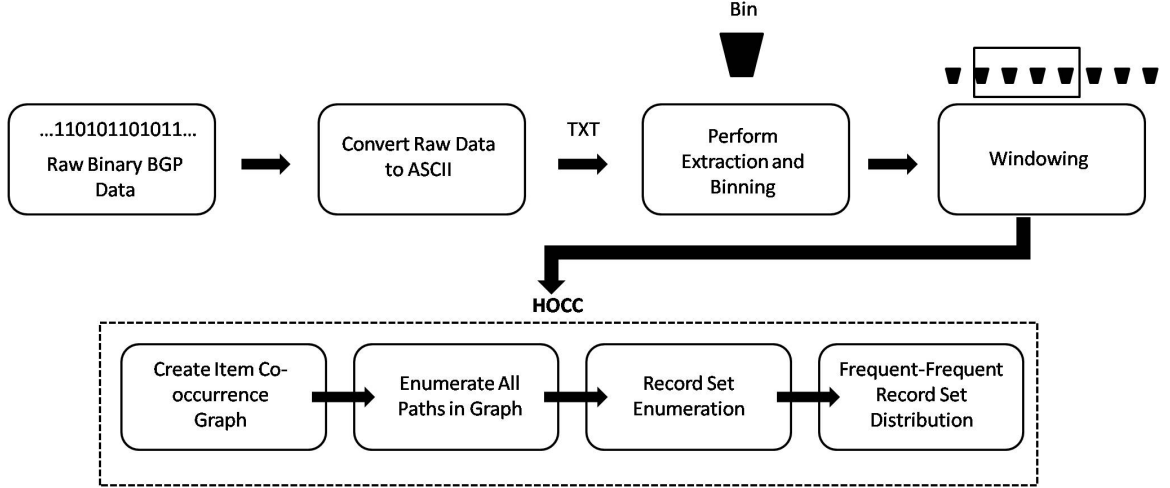 Bin
...110101101011...
Raw Binary BGP
Data
Convert Raw Data
to ASCII
TXT
Perform
Extraction and
Binning
Windowing
HOCC
Create Item Co-
occurrence
Graph
Enumerate All
Paths in Graph
Record Set
Enumeration
Frequent-Frequent
Record Set
Distribution